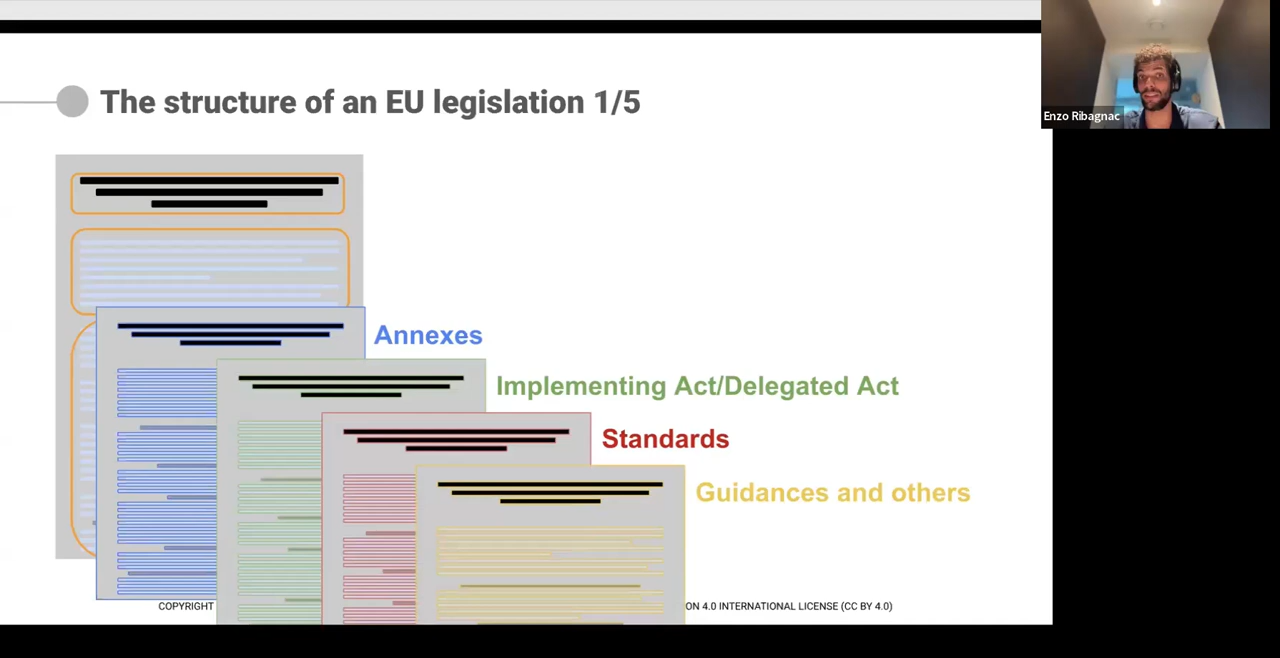 The structure of an EU legislation 1/5
Enzo Ribagnac
Annexes
Implementing Act/Delegated Act
Standards
Guidances and others
COPYRIGHT
ON 4.0 INTERNATIONAL LICENSE (CC BY 4.0)